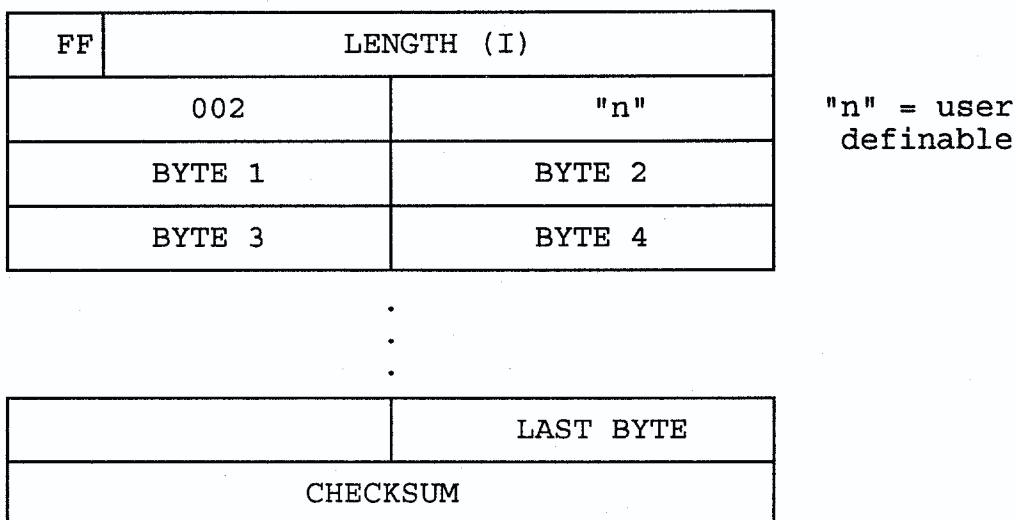 FF LENGTH (I)
002 "n" "n" = user
definable
BYTE 1 BYTE 2
BYTE 3 BYTE 4
.
.
.
LAST BYTE
CHECKSUM